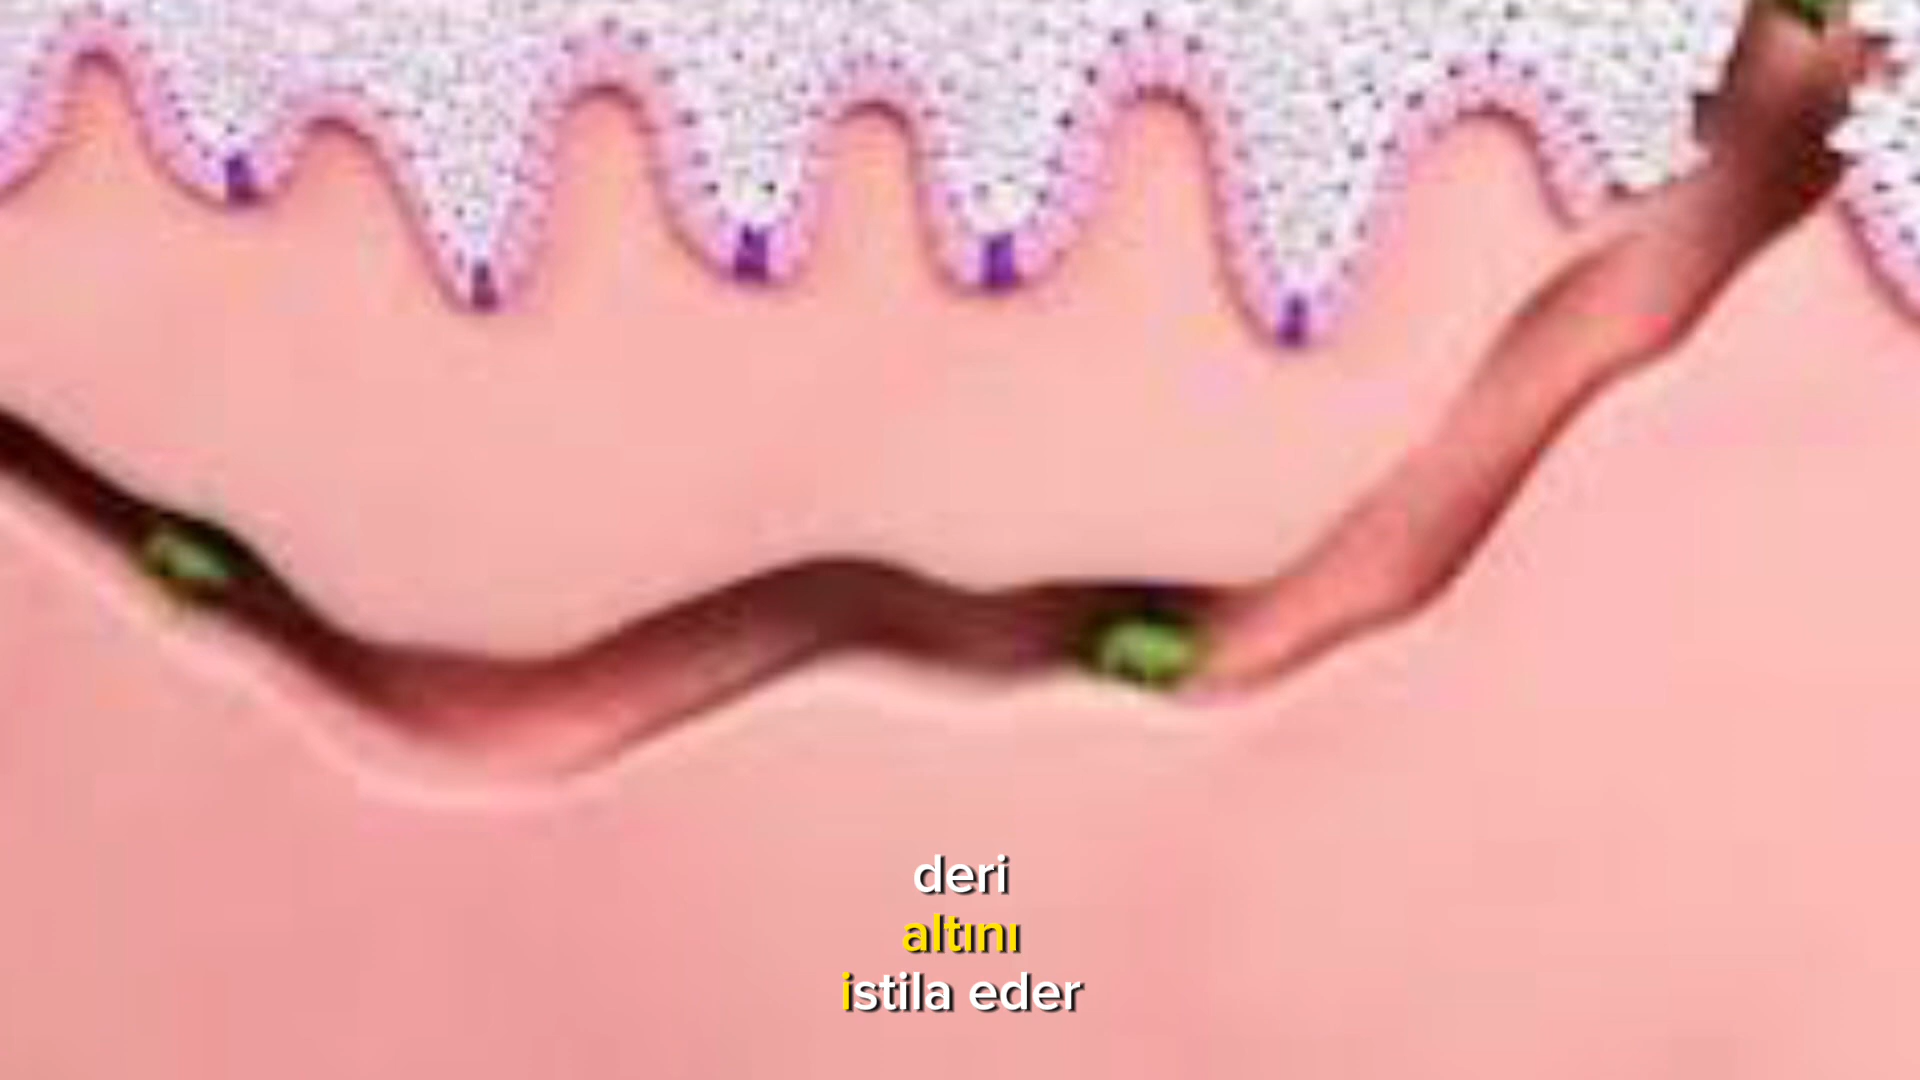 deri
altını
istila eder